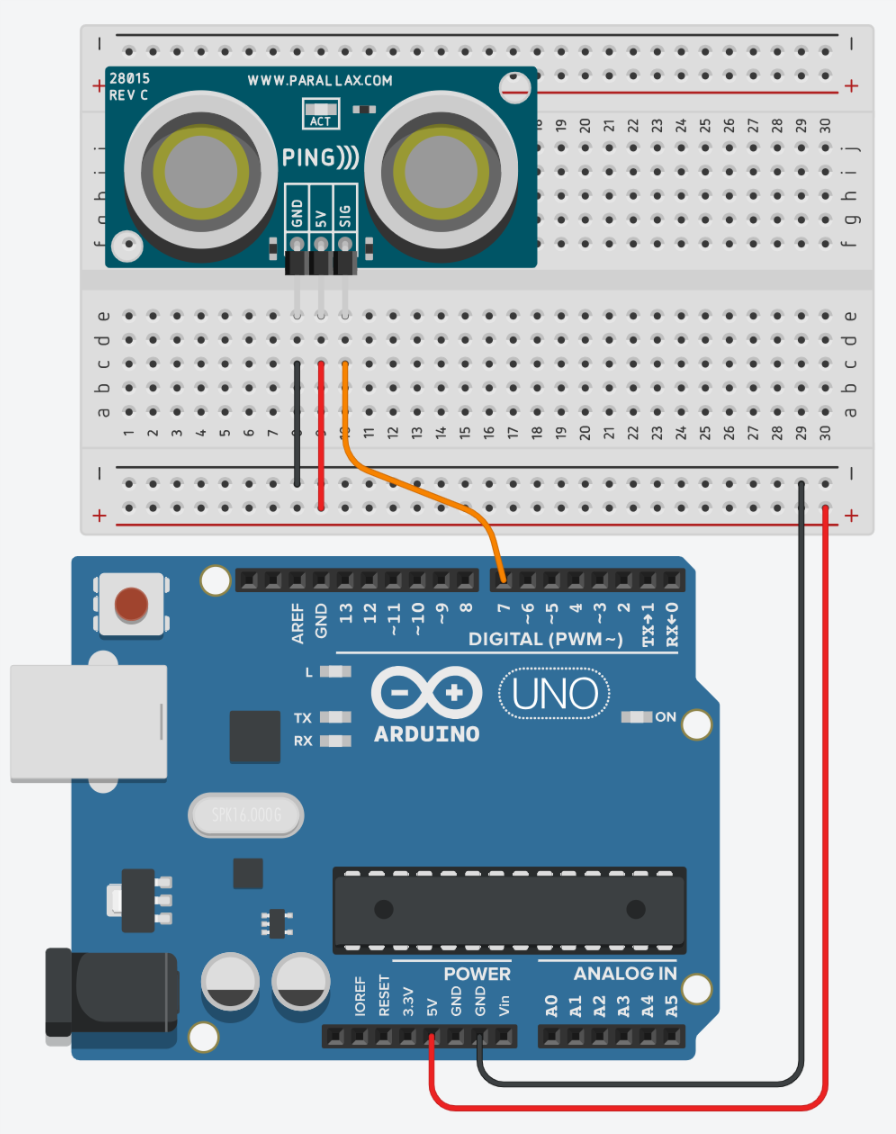 28015 WWW.PARALLAX.COM
REV C
ACT
PING)))
GND 5V SIG
− −
+ +
18 19 20 21 22 23 24 25 26 27 28 29 30
j j
i i
h h
g g
f f
e e
d d
c c
b b
a a
1 2 3 4 5 6 7 8 9 10 11 12 13 14 15 16 17 18 19 20 21 22 23 24 25 26 27 28 29 30
− −
+ +
AREF GND 13 12 ~11 ~10 ~9 8 7 ~6 ~5 4 ~3 2 TX→1 RX←0
DIGITAL (PWM~)
L
TX
RX
UNO
ON
ARDUINO
SPK16.000G
POWER ANALOG IN
IOREF RESET 3.3V 5V GND GND Vin A0 A1 A2 A3 A4 A5